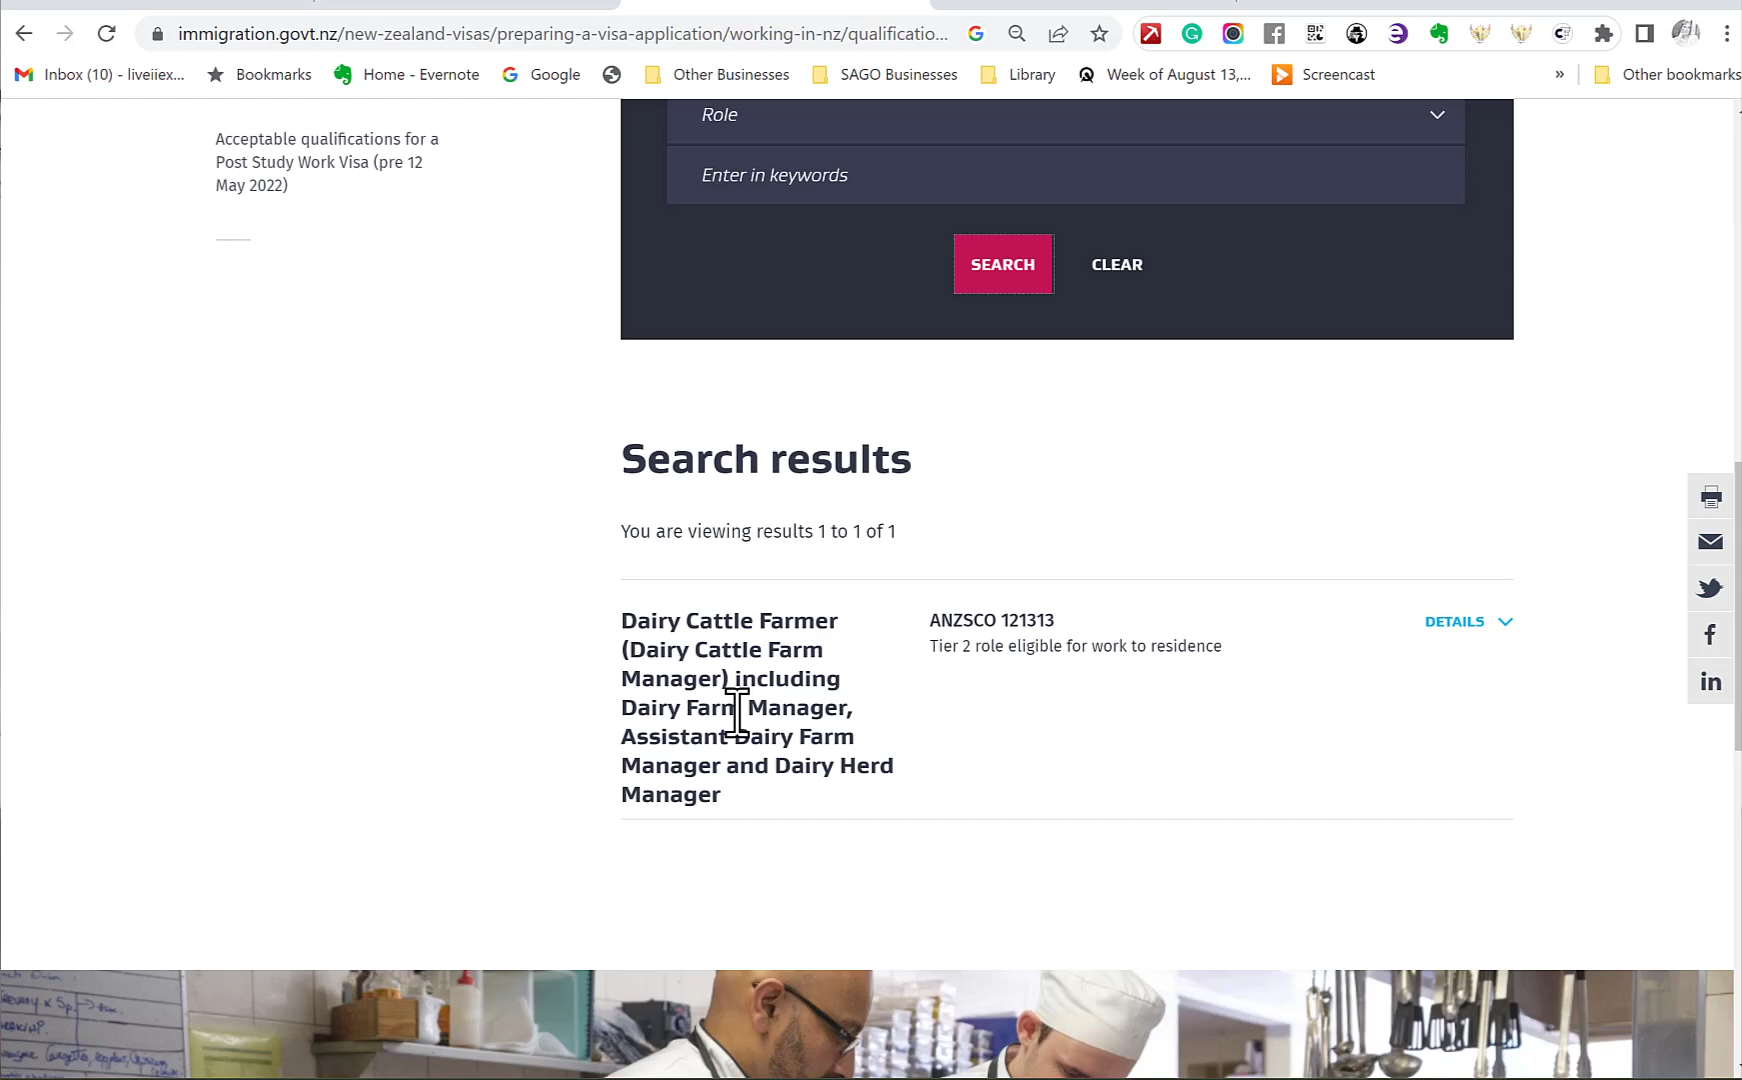 immigration.govt.nz/new-zealand-visas/preparing-a-visa-application/working-in-nz/qualificatio...
Inbox (10) - liveiiex...
Bookmarks
Home - Evernote
Google
Other Businesses
SAGO Businesses
Library
Week of August 13,...
Screencast
»
Other bookmarks
Acceptable qualifications for a
Post Study Work Visa (pre 12
May 2022)
Role
Enter in keywords
SEARCH
CLEAR
Search results
You are viewing results 1 to 1 of 1
Dairy Cattle Farmer
(Dairy Cattle Farm
Manager) including
Dairy Farm Manager,
Assistant Dairy Farm
Manager and Dairy Herd
Manager
ANZSCO 121313
Tier 2 role eligible for work to residence
DETAILS